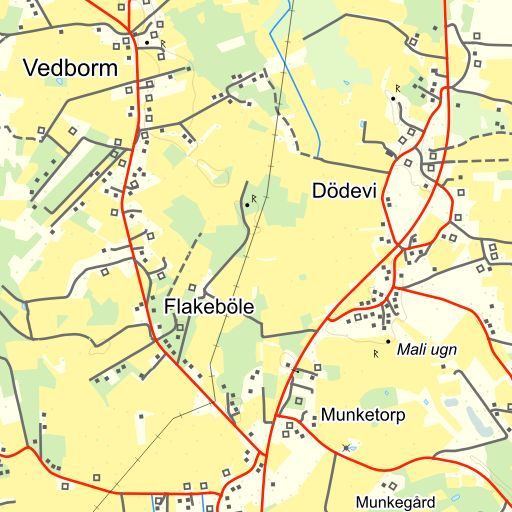 Vedborm
Dödevi
Flakeböle
Mali ugn
Munketorp
Munkegård